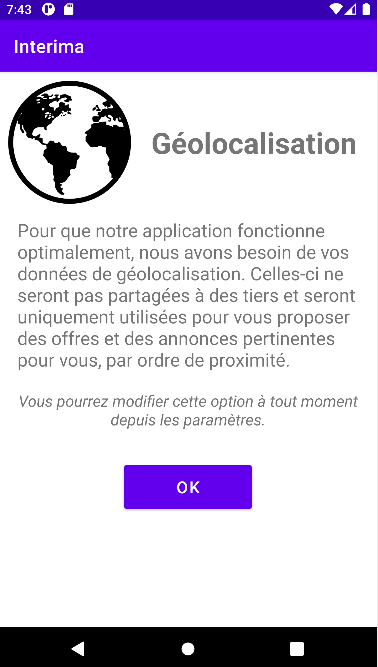 7:43
Interima
Géolocalisation
Pour que notre application fonctionne
optimalement, nous avons besoin de vos
données de géolocalisation. Celles-ci ne
seront pas partagées à des tiers et seront
uniquement utilisées pour vous proposer
des offres et des annonces pertinentes
pour vous, par ordre de proximité.
Vous pourrez modifier cette option à tout moment
depuis les paramètres.
OK